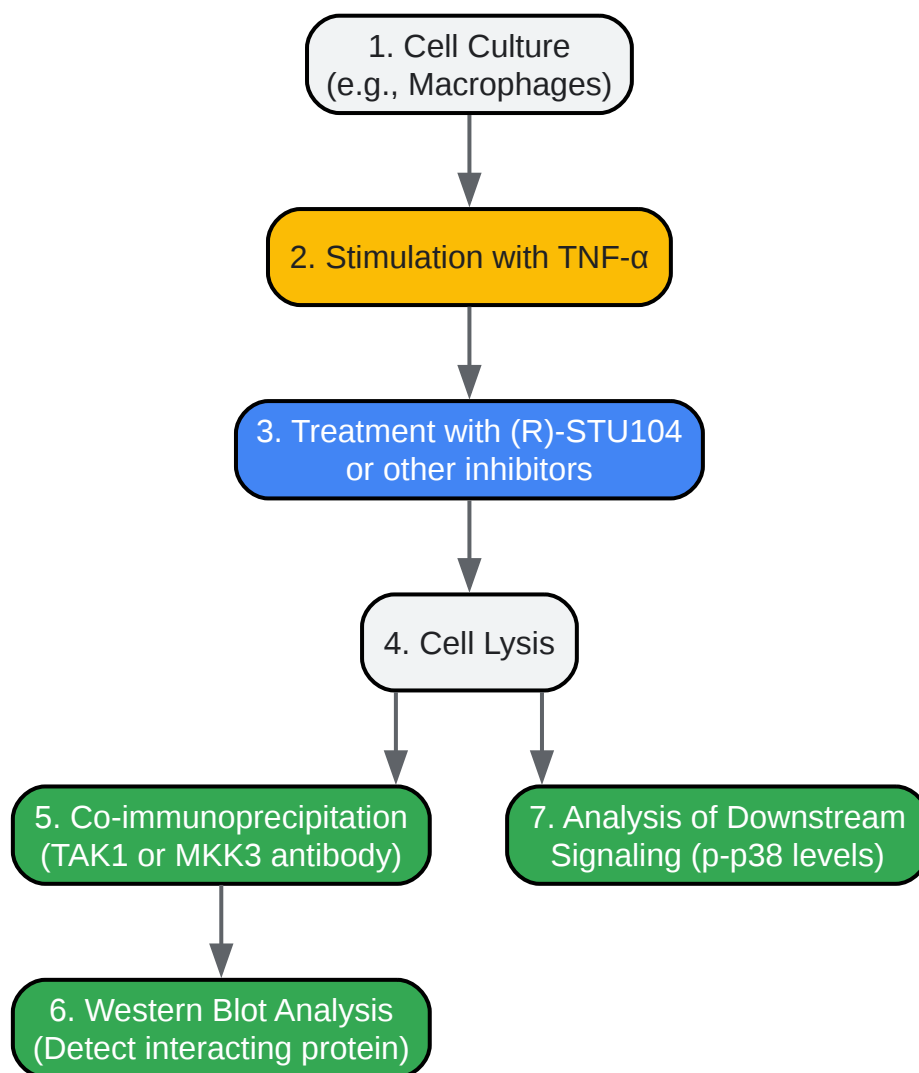 1. Cell Culture
(e.g., Macrophages)
2. Stimulation with TNF-α
3. Treatment with (R)-STU104
or other inhibitors
4. Cell Lysis
5. Co-immunoprecipitation
(TAK1 or MKK3 antibody)
7. Analysis of Downstream
Signaling (p-p38 levels)
6. Western Blot Analysis
(Detect interacting protein)